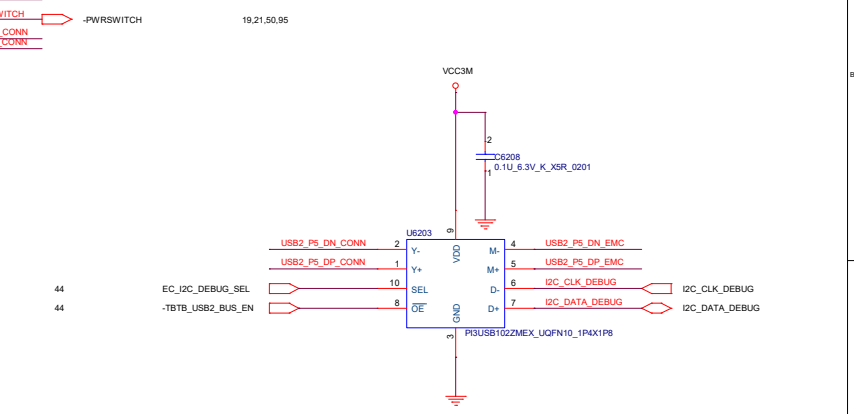 WITCH
-PWRSWITCH
19,21,50,95
_CONN
_CONN
B
VCC3M
2
C6208
0.1U_6.3V_K_X5R_0201
1
U6203
9
USB2_P5_DN_CONN 2 Y- VDD M- 4 USB2_P5_DN_EMC
USB2_P5_DP_CONN 1 Y+ M+ 5 USB2_P5_DP_EMC
44 EC_I2C_DEBUG_SEL 10 SEL D- 6 I2C_CLK_DEBUG I2C_CLK_DEBUG
44 -TBTB_USB2_BUS_EN 8 OE GND D+ 7 I2C_DATA_DEBUG I2C_DATA_DEBUG
3
PI3USB102ZMEX_UQFN10_1P4X1P8